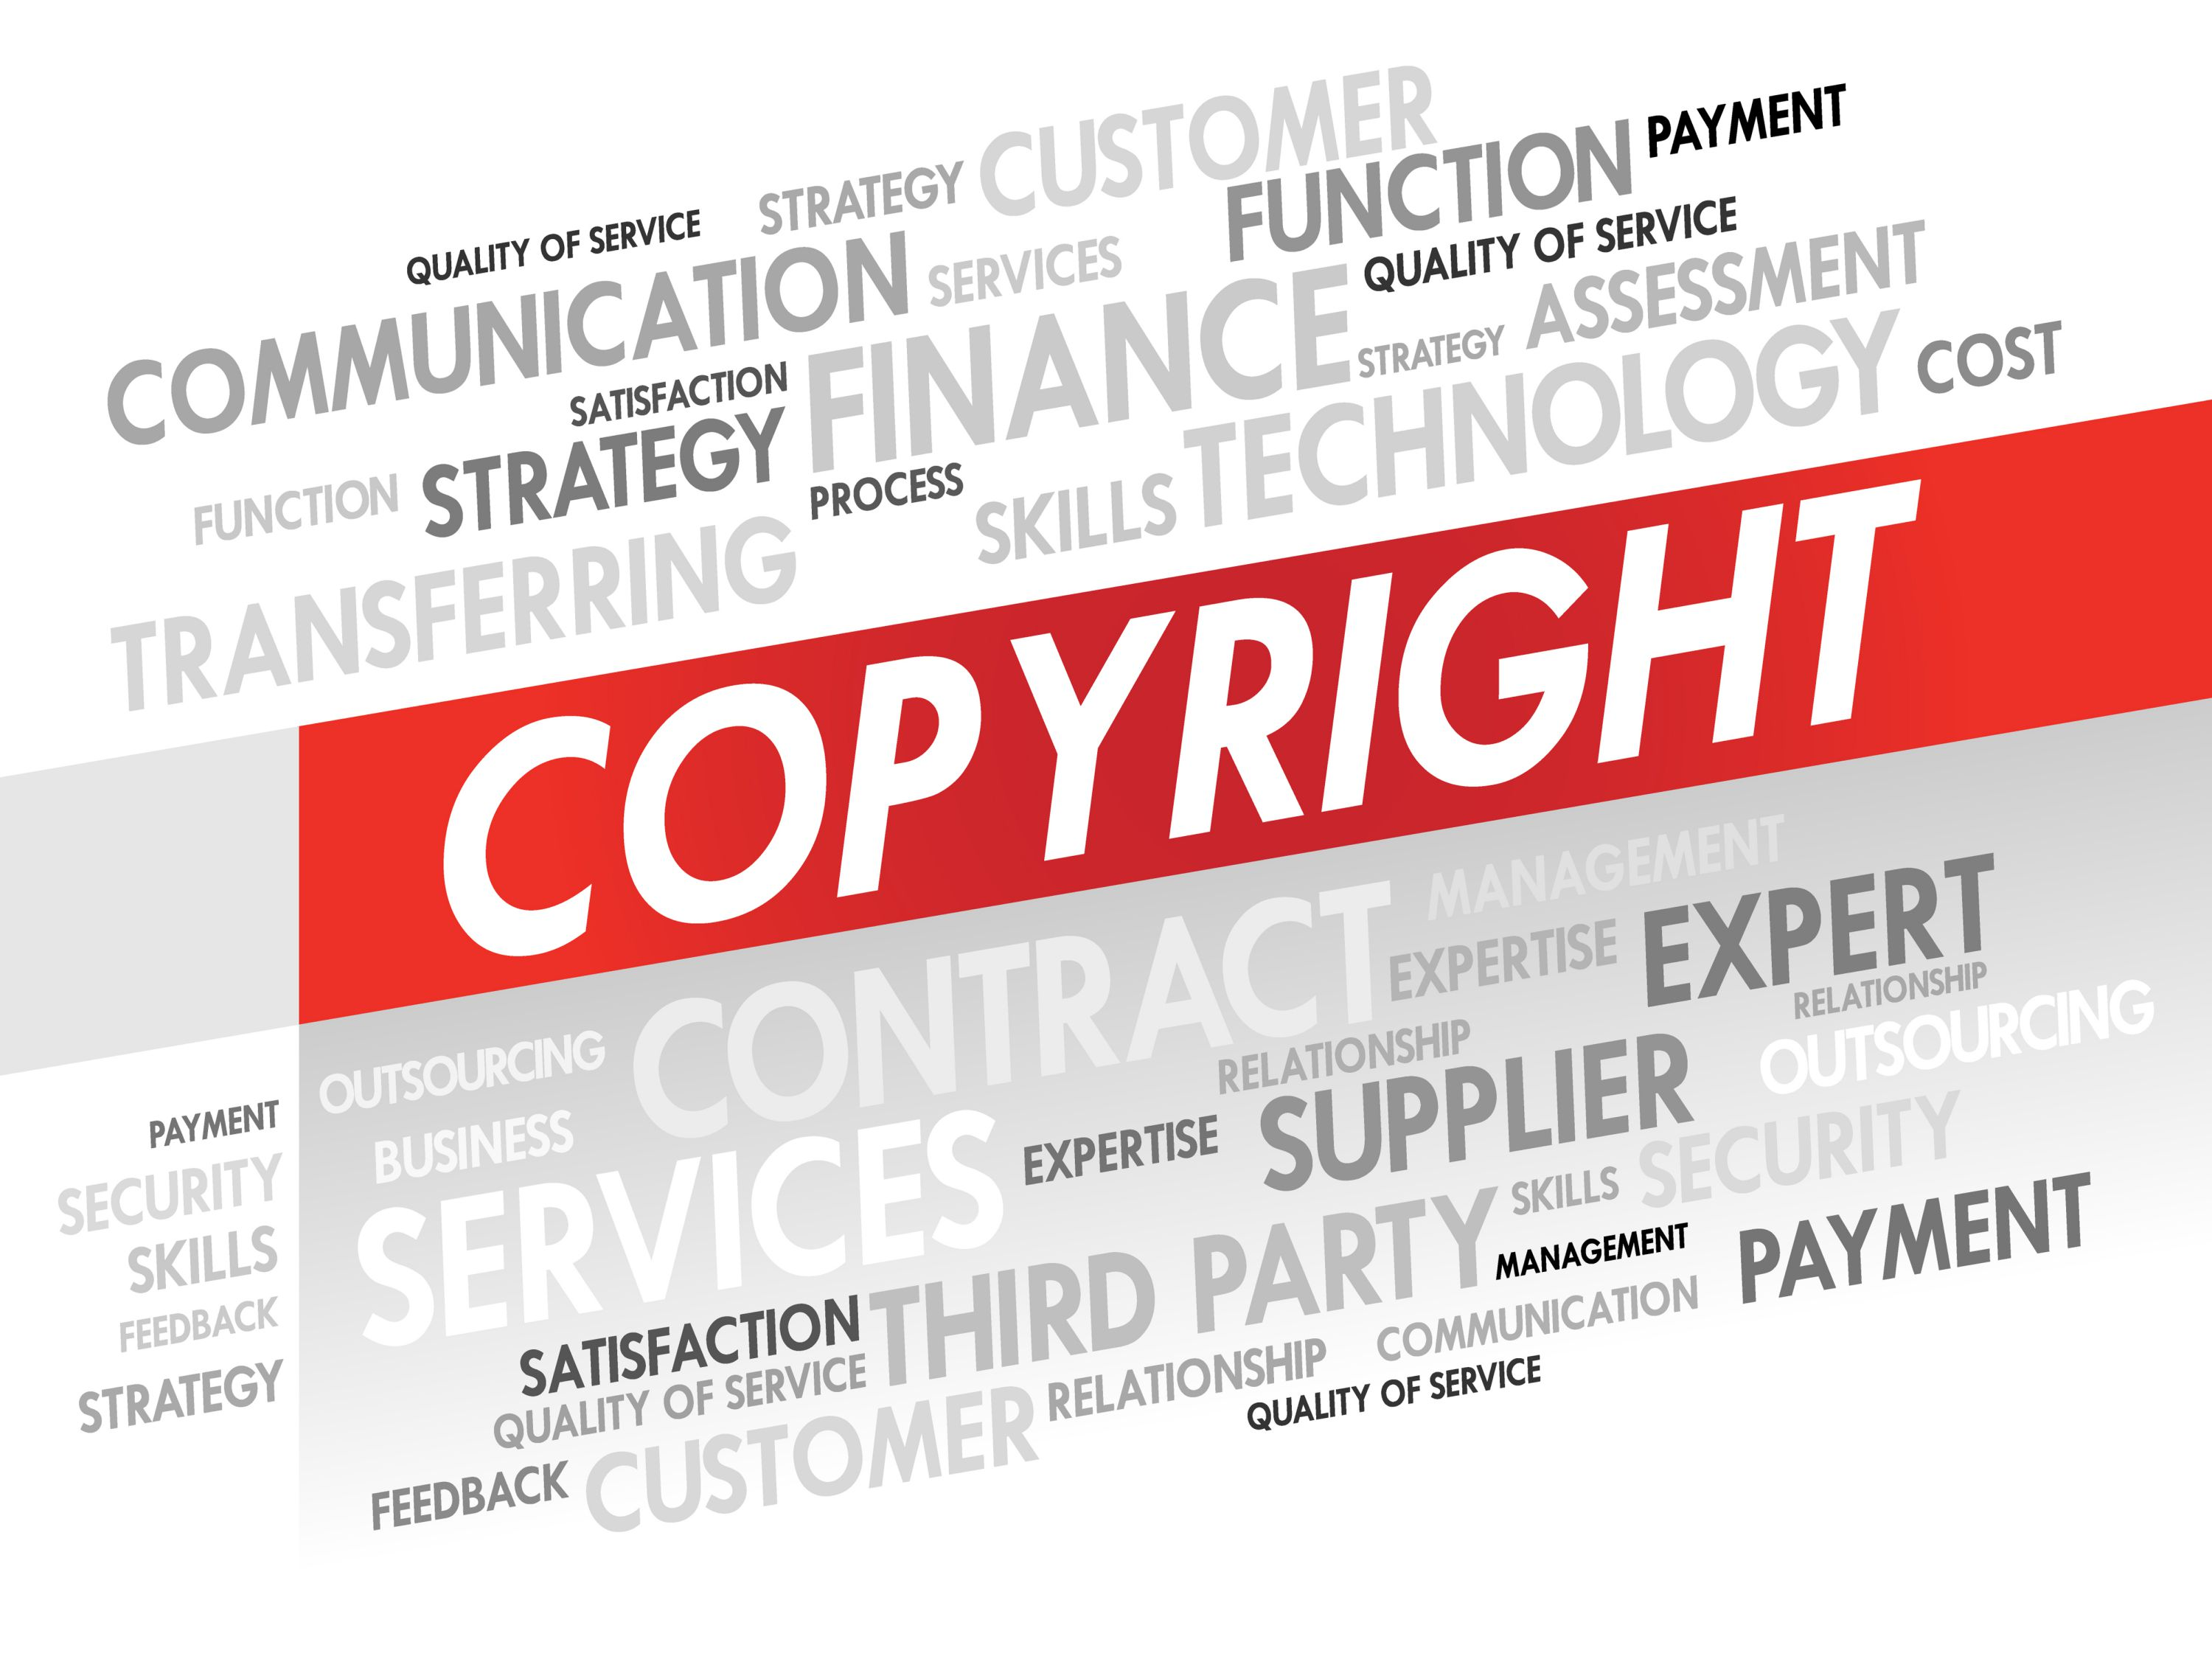 STRATEGY CUSTOMER
FUNCTION PAYMENT
QUALITY OF SERVICE
COMMUNICATION SERVICES
QUALITY OF SERVICE
SATISFACTION
FINANCE
STRATEGY ASSESSMENT
FUNCTION STRATEGY
PROCESS
SKILLS TECHNOLOGY COST
TRANSFERRING
COPYRIGHT
MANAGEMENT
CONTRACT EXPERTISE EXPERT
OUTSOURCING
RELATIONSHIP
RELATIONSHIP
OUTSOURCING
PAYMENT
BUSINESS
SERVICES EXPERTISE SUPPLIER
SECURITY
SKILLS SECURITY
SKILLS
THIRD PARTY MANAGEMENT PAYMENT
FEEDBACK
SATISFACTION
COMMUNICATION
STRATEGY
QUALITY OF SERVICE
RELATIONSHIP
QUALITY OF SERVICE
FEEDBACK CUSTOMER